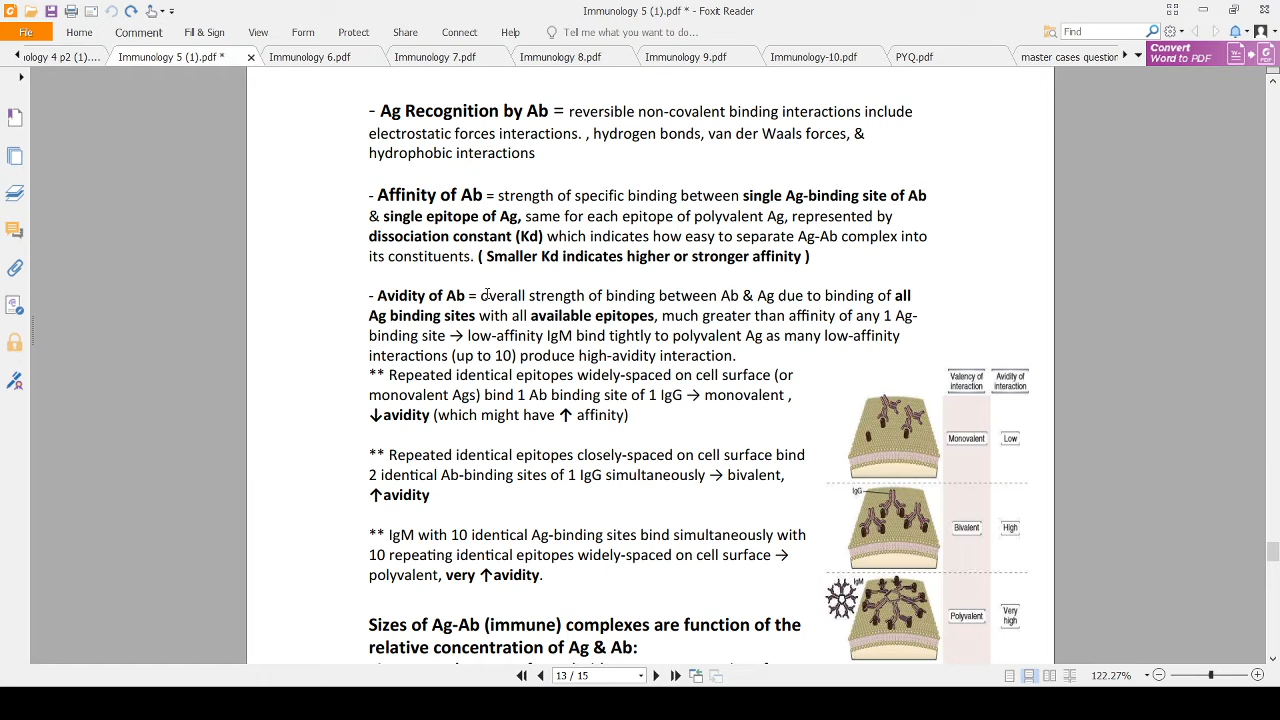 Immunology 5 (1).pdf * - Foxit Reader
File Home Comment Fill & Sign View Form Protect Share Connect Help Tell me what you want to do... Find
ology 4 p2 (1).... Immunology 5 (1).pdf * Immunology 6.pdf Immunology 7.pdf Immunology 8.pdf Immunology 9.pdf Immunology-10.pdf PYQ.pdf master cases question
Convert
Word to PDF
- Ag Recognition by Ab = reversible non-covalent binding interactions include
electrostatic forces interactions. , hydrogen bonds, van der Waals forces, &
hydrophobic interactions
- Affinity of Ab = strength of specific binding between single Ag-binding site of Ab
& single epitope of Ag, same for each epitope of polyvalent Ag, represented by
dissociation constant (Kd) which indicates how easy to separate Ag-Ab complex into
its constituents. ( Smaller Kd indicates higher or stronger affinity )
- Avidity of Ab = overall strength of binding between Ab & Ag due to binding of all
Ag binding sites with all available epitopes, much greater than affinity of any 1 Ag-
binding site → low-affinity IgM bind tightly to polyvalent Ag as many low-affinity
interactions (up to 10) produce high-avidity interaction.
** Repeated identical epitopes widely-spaced on cell surface (or
monovalent Ags) bind 1 Ab binding site of 1 IgG → monovalent ,
↓avidity (which might have ↑ affinity)
** Repeated identical epitopes closely-spaced on cell surface bind
2 identical Ab-binding sites of 1 IgG simultaneously → bivalent,
↑avidity
** IgM with 10 identical Ag-binding sites bind simultaneously with
10 repeating identical epitopes widely-spaced on cell surface →
polyvalent, very ↑avidity.
Sizes of Ag-Ab (immune) complexes are function of the
relative concentration of Ag & Ab:
Valency of
interaction
Avidity of
interaction
Monovalent Low
IgG
Bivalent High
IgM
Polyvalent Very
high
13 / 15
122.27%